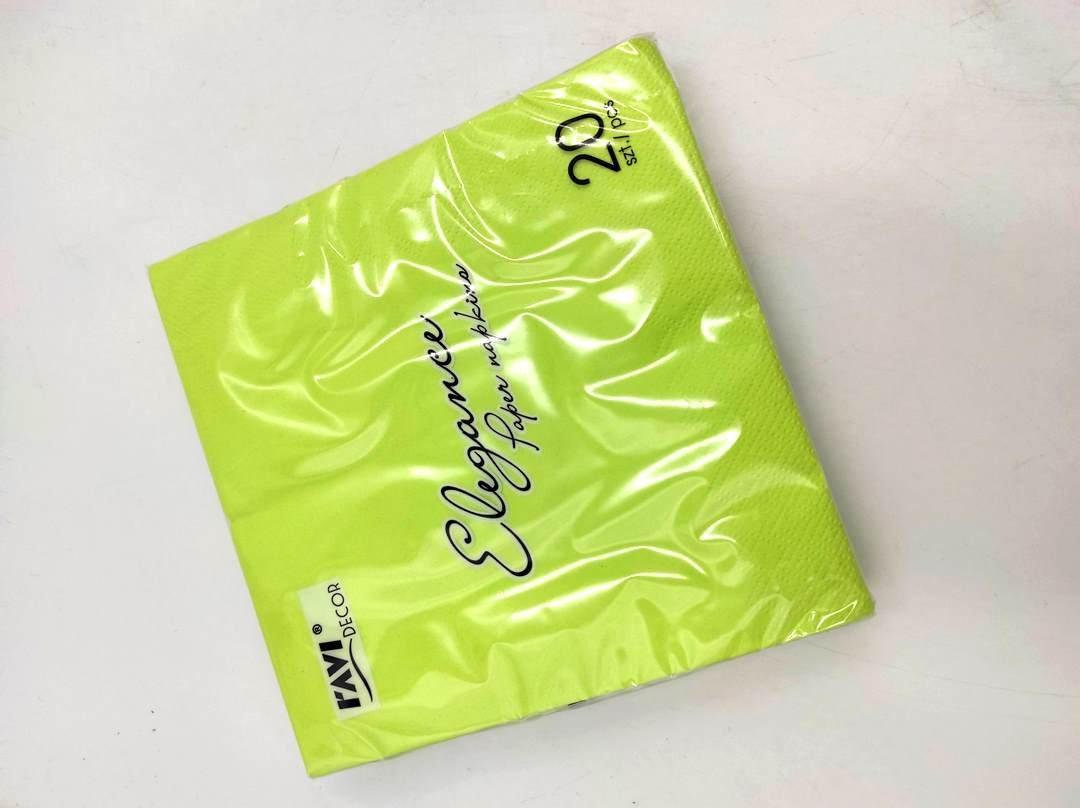 RAVI®
DECOR
Elegance
Paper napkins
20
szt. / pcs